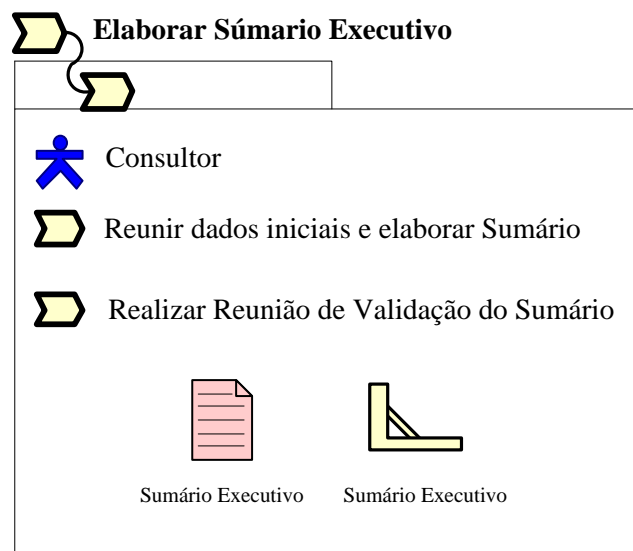 Elaborar Súmario Executivo
Consultor
Reunir dados iniciais e elaborar Sumário
Realizar Reunião de Validação do Sumário
Sumário Executivo
Sumário Executivo